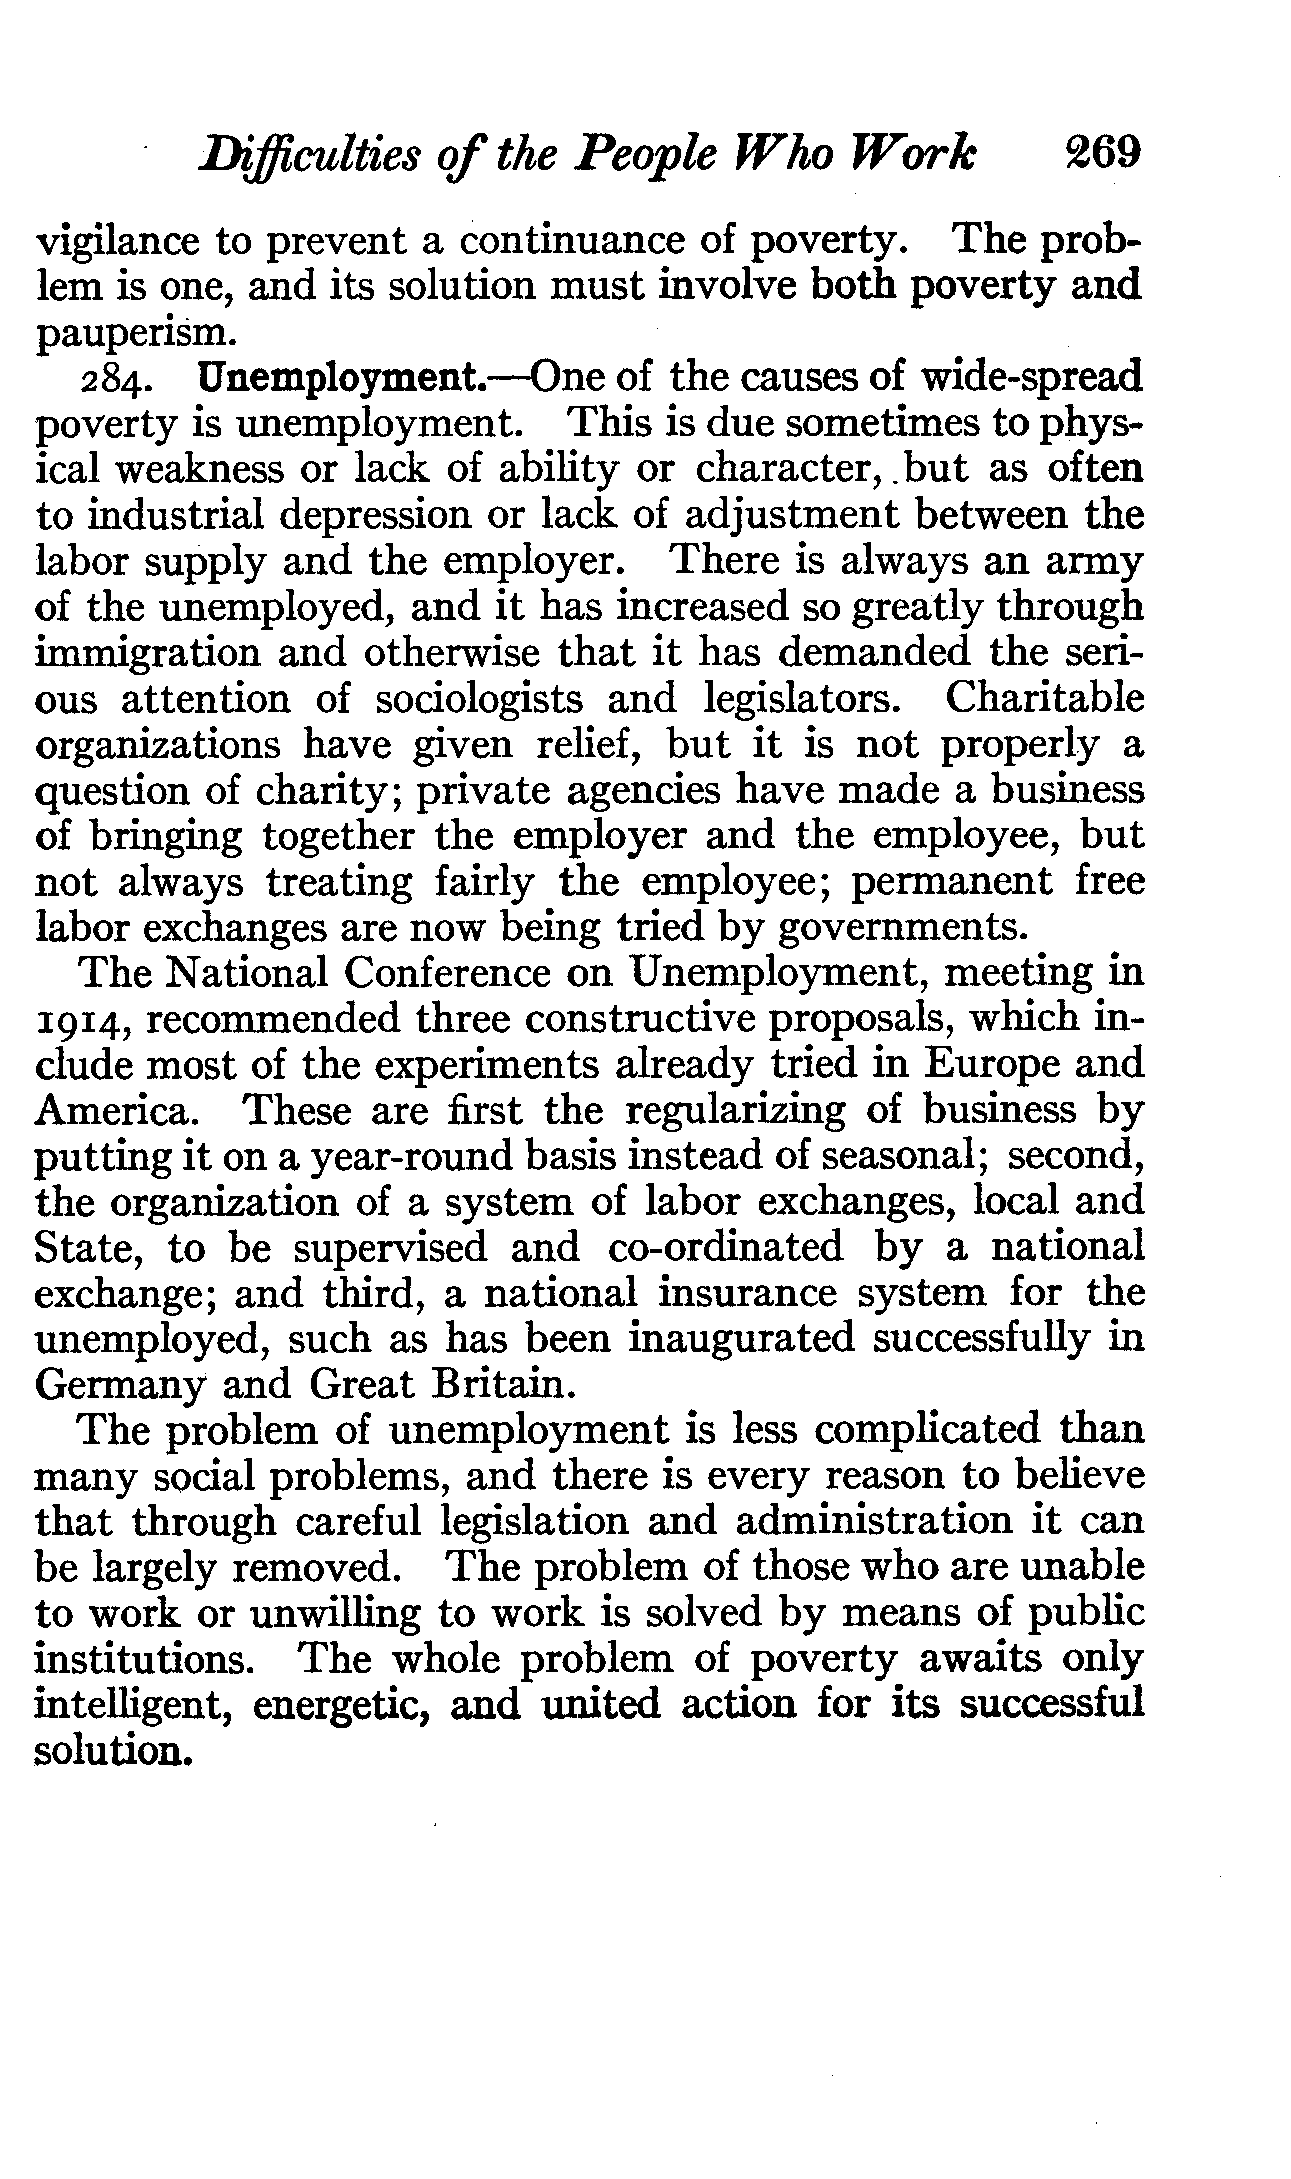 Difficulties of the People Who Work 269
vigilance to prevent a continuance of poverty. The prob-
lem is one, and its solution must involve both poverty and
pauperism.
284. Unemployment.—One of the causes of wide-spread
poverty is unemployment. This is due sometimes to phys-
ical weakness or lack of ability or character, but as often
to industrial depression or lack of adjustment between the
labor supply and the employer. There is always an army
of the unemployed, and it has increased so greatly through
immigration and otherwise that it has demanded the seri-
ous attention of sociologists and legislators. Charitable
organizations have given relief, but it is not properly a
question of charity; private agencies have made a business
of bringing together the employer and the employee, but
not always treating fairly the employee; permanent free
labor exchanges are now being tried by governments.
The National Conference on Unemployment, meeting in
1914, recommended three constructive proposals, which in-
clude most of the experiments already tried in Europe and
America. These are first the regularizing of business by
putting it on a year-round basis instead of seasonal; second,
the organization of a system of labor exchanges, local and
State, to be supervised and co-ordinated by a national
exchange; and third, a national insurance system for the
unemployed, such as has been inaugurated successfully in
Germany and Great Britain.
The problem of unemployment is less complicated than
many social problems, and there is every reason to believe
that through careful legislation and administration it can
be largely removed. The problem of those who are unable
to work or unwilling to work is solved by means of public
institutions. The whole problem of poverty awaits only
intelligent, energetic, and united action for its successful
solution.